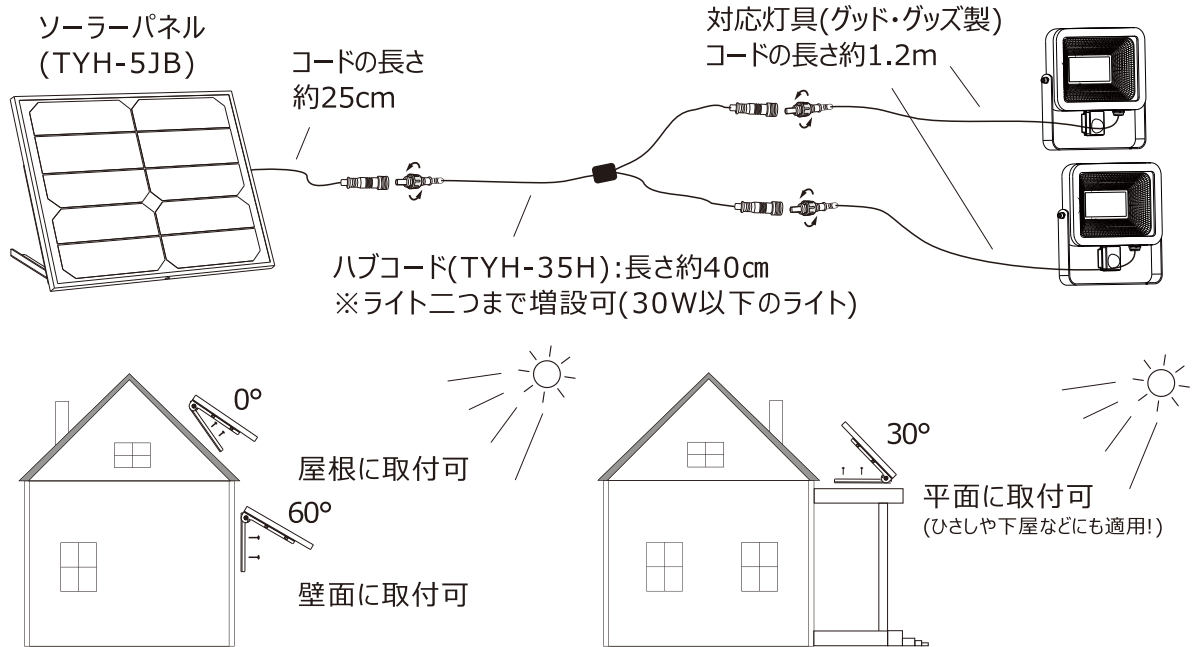 ソーラーパネル
(TYH-5JB)
コードの長さ
約25cm
対応灯具(グッド・グッズ製)
コードの長さ約1.2m
ハブコード(TYH-35H):長さ約40㎝
※ライト二つまで増設可(30W以下のライト)
0°
屋根に取付可
60°
壁面に取付可
30°
平面に取付可
(ひさしや下屋などにも適用!)